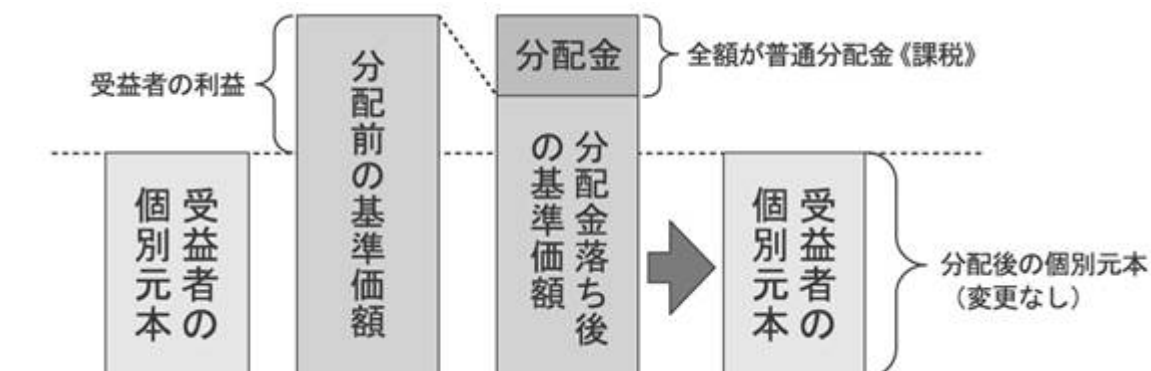 受益者の利益
受益者の
個別元本
分配前の基準価額
分配金
全額が普通分配金《課税》
分配金落ち後
の基準価額
受益者の
個別元本
分配後の個別元本
（変更なし）